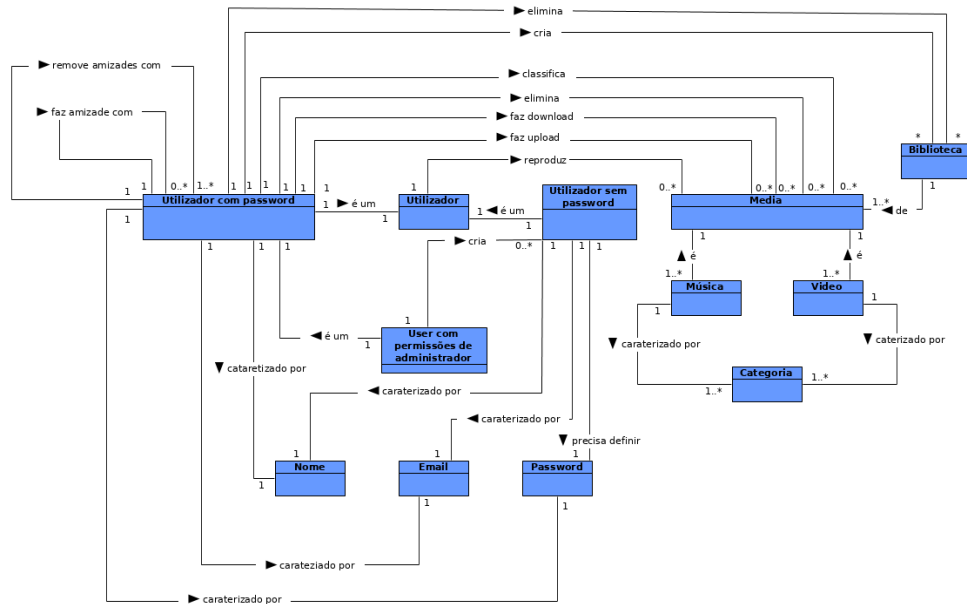 elimina
cria
remove amizades com
classifica
elimina
faz amizade com
faz download
faz upload
* *
Biblioteca
reproduz
1 0..* 1..* 1 1 1 1 1 1 1
0..* 0..* 0..* 0..* 0..*
1
1
Utilizador com password
1 é um 1
Utilizador
1 é um 1
Utilizador sem
password
Media
1..* de
1
1 1 1
cria
0..* 1 1 1
1 1
é é
1..* 1..*
Música
Video
1
User com
permissões de
administrador
é um 1
1 1
caraterizado por
caterizado por
cataretizado por
Categoria
1..* 1..*
caraterizado por
caraterizado por
precisa definir
1 1 1
Nome
Email
Password
1 1 1
carateziado por
caraterizado por